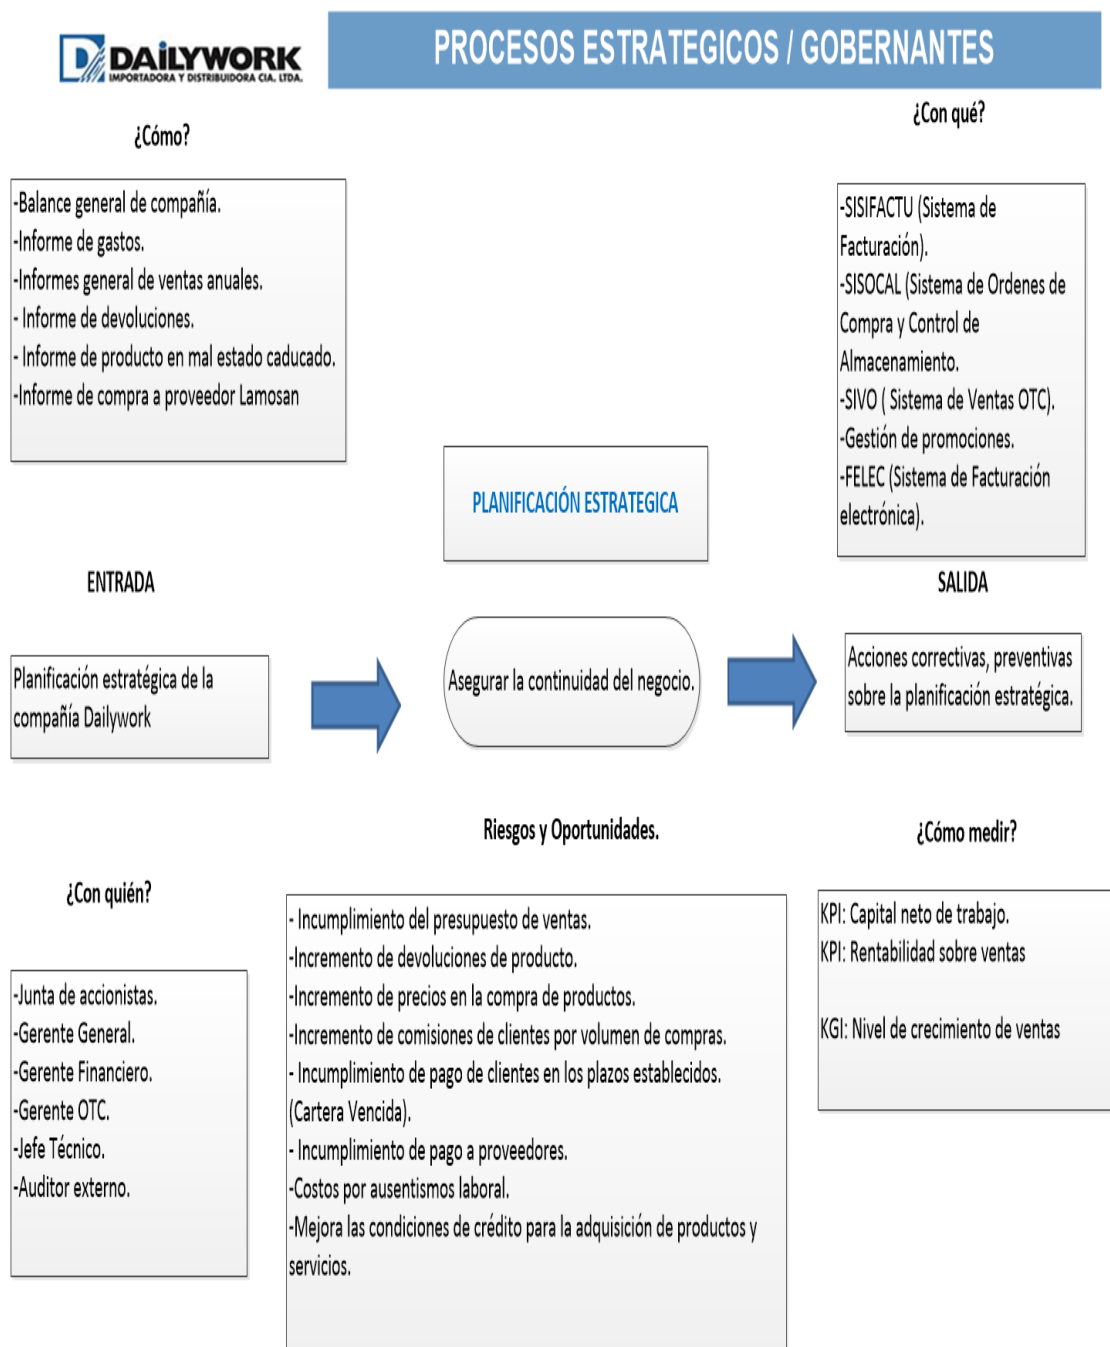 DAiLYWORK
IMPORTADORA Y DISTRIBUIDORA CIA. LTDA.
PROCESOS ESTRATEGICOS / GOBERNANTES
¿Cómo?
-Balance general de compañía.
-Informe de gastos.
-Informes general de ventas anuales.
- Informe de devoluciones.
- Informe de producto en mal estado caducado.
-Informe de compra a proveedor Lamosan
¿Con qué?
-SISIFACTU (Sistema de
Facturación).
-SISOCAL (Sistema de Ordenes de
Compra y Control de
Almacenamiento.
-SIVO ( Sistema de Ventas OTC).
-Gestión de promociones.
-FELEC (Sistema de Facturación
electrónica).
PLANIFICACIÓN ESTRATEGICA
ENTRADA
Planificación estratégica de la
compañía Dailywork
Asegurar la continuidad del negocio.
SALIDA
Acciones correctivas, preventivas
sobre la planificación estratégica.
¿Con quién?
-Junta de accionistas.
-Gerente General.
-Gerente Financiero.
-Gerente OTC.
-Jefe Técnico.
-Auditor externo.
Riesgos y Oportunidades.
- Incumplimiento del presupuesto de ventas.
-Incremento de devoluciones de producto.
-Incremento de precios en la compra de productos.
-Incremento de comisiones de clientes por volumen de compras.
- Incumplimiento de pago de clientes en los plazos establecidos.
(Cartera Vencida).
- Incumplimiento de pago a proveedores.
-Costos por ausentismos laboral.
-Mejora las condiciones de crédito para la adquisición de productos y
servicios.
¿Cómo medir?
KPI: Capital neto de trabajo.
KPI: Rentabilidad sobre ventas
KGI: Nivel de crecimiento de ventas